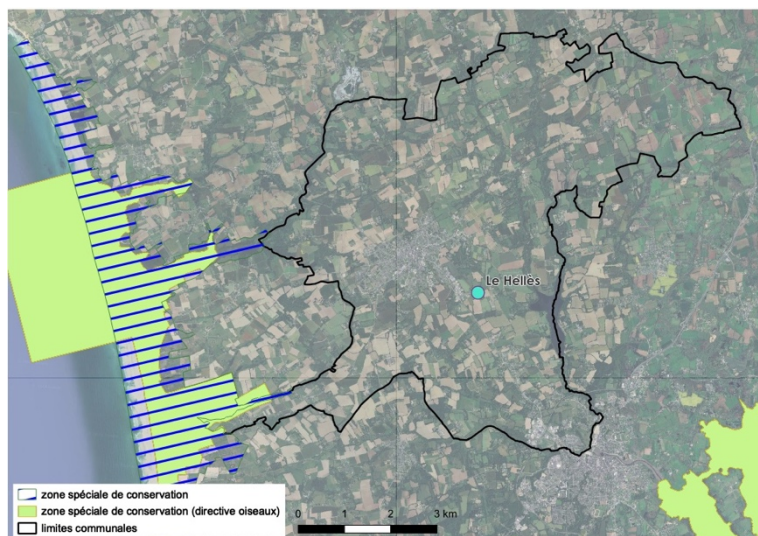 Le Hellès
zone spéciale de conservation
zone spéciale de conservation (directive oiseaux)
limites communales
0 1 2 3 km